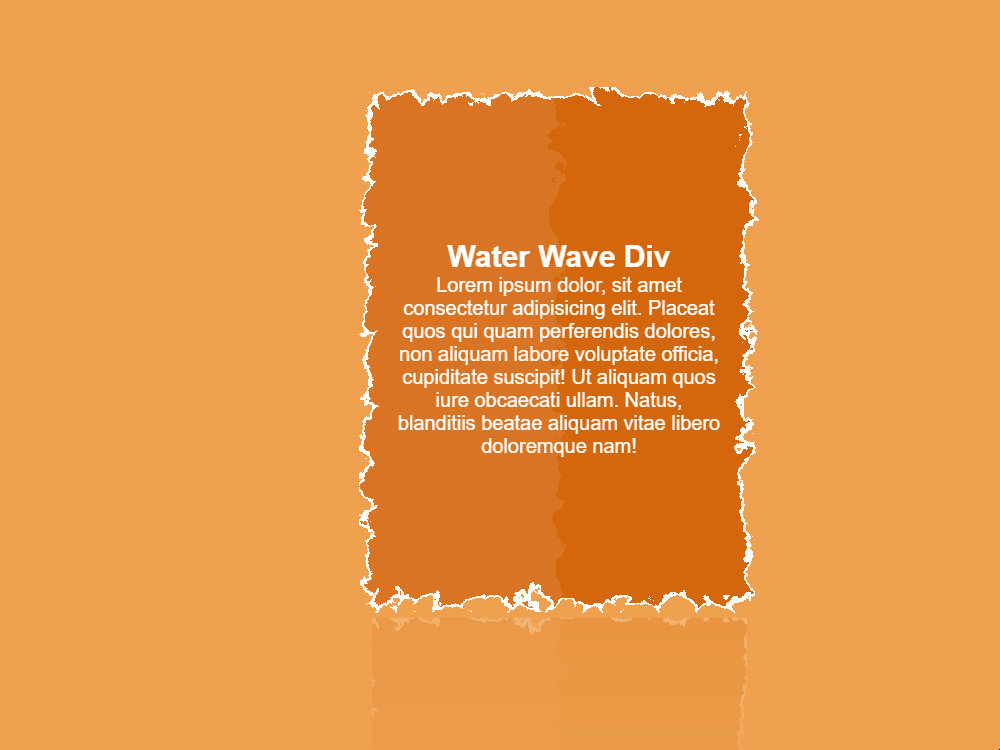 Water Wave Div
Lorem ipsum dolor, sit amet
consectetur adipisicing elit. Placeat
quos qui quam perferendis dolores,
non aliquam labore voluptate officia,
cupiditate suscipit! Ut aliquam quos
iure obcaecati ullam. Natus,
blanditiis beatae aliquam vitae libero
doloremque nam!